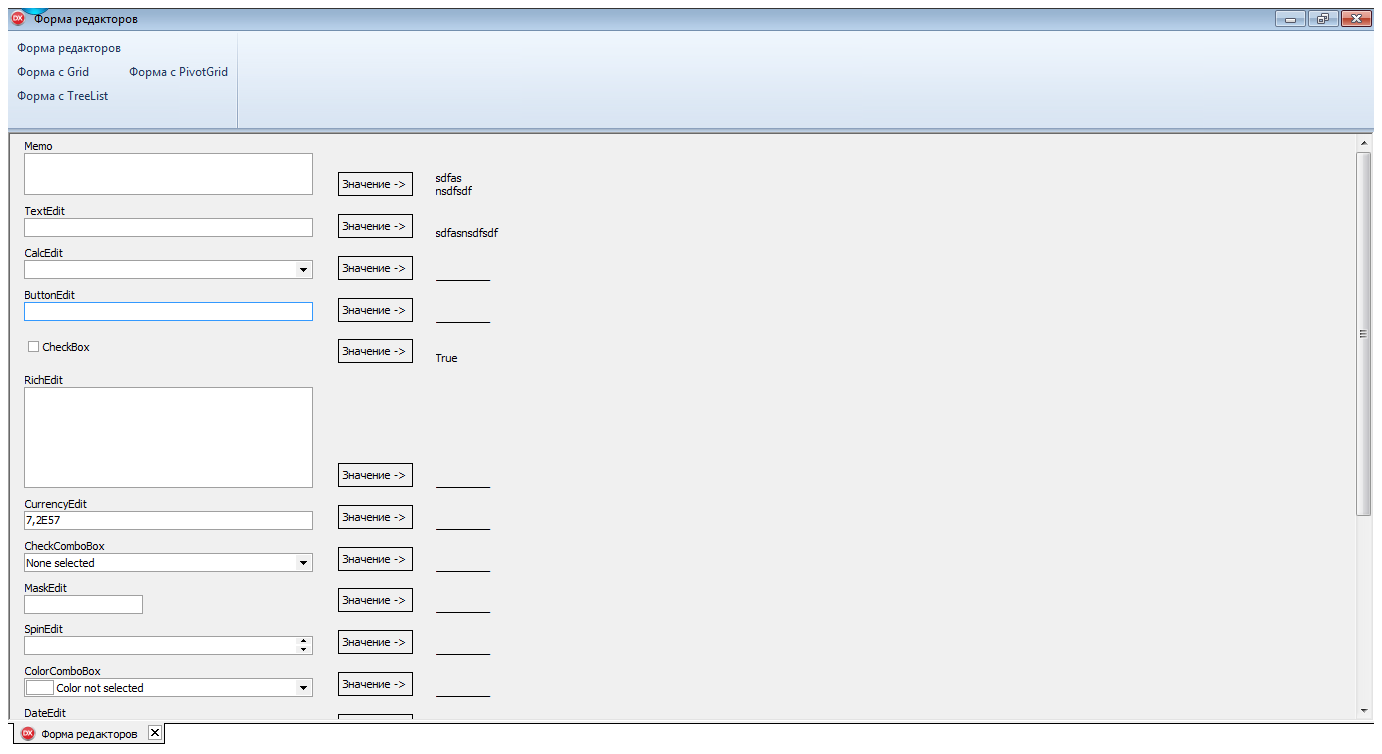 Форма редакторов
Форма редакторов
Форма с Grid Форма с PivotGrid
Форма с TreeList
Memo
Значение -> sdfas
nsdfsdf
TextEdit
Значение -> sdfasnsdfsdf
CalcEdit
Значение ->
ButtonEdit
Значение ->
CheckBox Значение -> True
RichEdit
Значение ->
CurrencyEdit
7,2E57 Значение ->
CheckComboBox
None selected Значение ->
MaskEdit
Значение ->
SpinEdit
Значение ->
ColorComboBox
Color not selected Значение ->
DateEdit
DX Форма редакторов